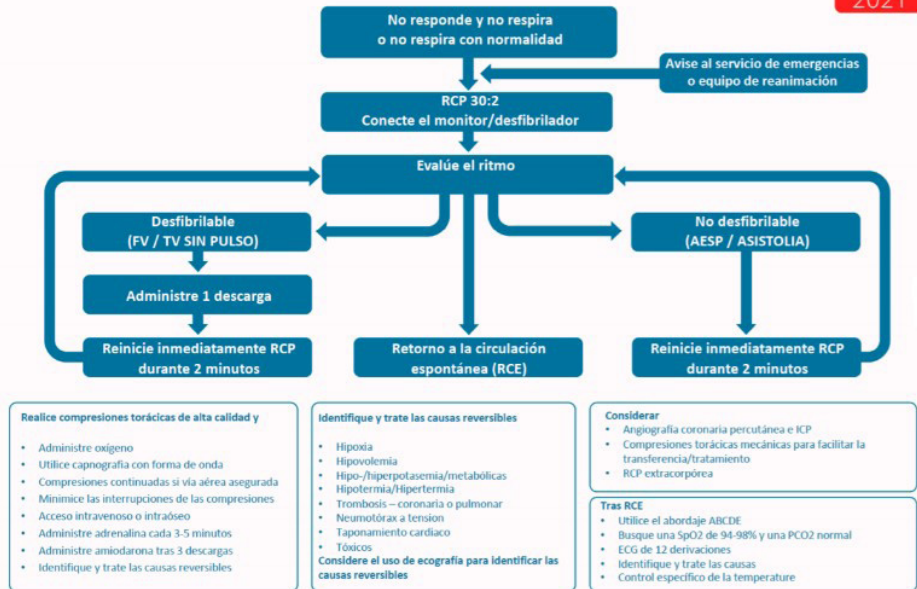 2021
No responde y no respira
o no respira con normalidad
Avise al servicio de emergencias
o equipo de reanimación
RCP 30:2
Conecte el monitor/desfibrilador
Evalúe el ritmo
Desfibrilable
(FV / TV SIN PULSO)
No desfibrilable
(AESP / ASISTOLIA)
Administre 1 descarga
Reinicie inmediatamente RCP
durante 2 minutos
Retorno a la circulación
espontánea (RCE)
Reinicie inmediatamente RCP
durante 2 minutos
Realice compresiones torácicas de alta calidad y
• Administre oxígeno
• Utilice capnografía con forma de onda
• Compresiones continuadas si vía aérea asegurada
• Minimice las interrupciones de las compresiones
• Acceso intravenoso o intraóseo
• Administre adrenalina cada 3-5 minutos
• Administre amiodarona tras 3 descargas
• Identifique y trate las causas reversibles
Identifique y trate las causas reversibles
• Hipoxia
• Hipovolemia
• Hipo-/hiperpotasemia/metabólicas
• Hipotermia/Hipertermia
• Trombosis – coronaria o pulmonar
• Neumotórax a tension
• Taponamiento cardiaco
• Tóxicos
Considere el uso de ecografía para identificar las
causas reversibles
Considerar
• Angiografía coronaria percutánea e ICP
• Compresiones torácicas mecánicas para facilitar la
transferencia/tratamiento
• RCP extracorpórea
Tras RCE
• Utilice el abordaje ABCDE
• Busque una SpO2 de 94-98% y una PCO2 normal
• ECG de 12 derivaciones
• Identifique y trate las causas
• Control específico de la temperature